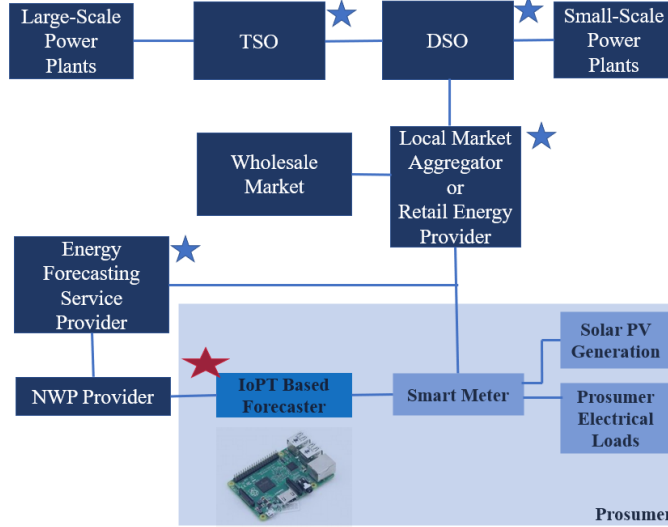 Large-Scale
Power
Plants
TSO
DSO
Small-Scale
Power
Plants
Wholesale
Market
Local Market
Aggregator
or
Retail Energy
Provider
Energy
Forecasting
Service
Provider
Solar PV
Generation
NWP Provider
IoPT Based
Forecaster
Smart Meter
Prosumer
Electrical
Loads
Prosumer